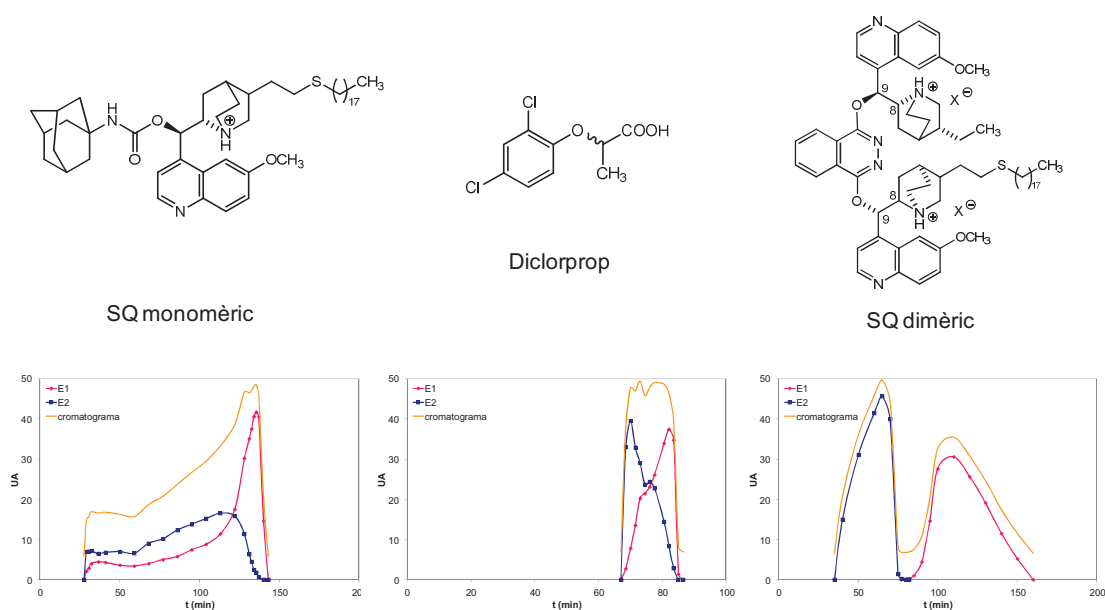 N
OCH₃
9
N
H
⊕
8
X⊖
O
CH₃
N
N
O
8
9
N
H
⊕
X⊖
S
CH₃
17
OCH₃
N
H
N
O
O
N
H
⊕
S
CH₃
17
OCH₃
N
Cl
O
COOH
CH₃
Cl
SQ monomèric
Diclorprop
SQ dimèric
50
40
30
20
10
0
UA
E1
E2
cromatograma
0
50
100
150
200
t (min)
50
40
30
20
10
0
UA
E1
E2
cromatograma
0
20
40
60
80
100
t (min)
50
40
30
20
10
0
UA
E1
E2
cromatograma
0
50
100
150
200
t (min)